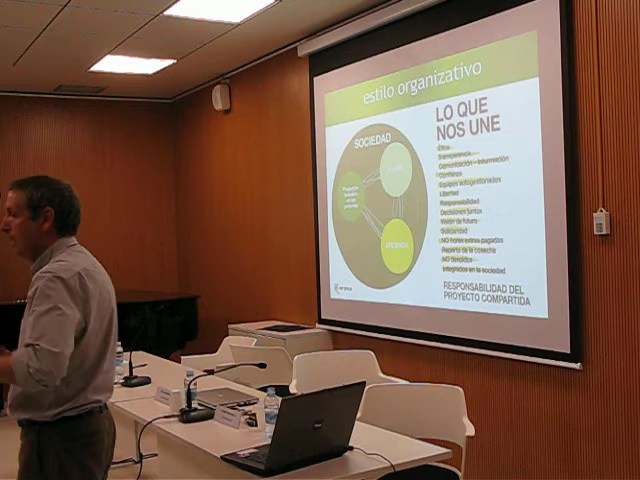 estilo organizativo
LO QUE
NOS UNE
SOCIEDAD
Ética
Transparencia
Comunicación - Información
Confianza
Equipos autogestionados
Libertad
Responsabilidad
Decisiones juntos
Visión de futuro
Solidaridad
NO horas extras pagadas
Reparto de la cosecha
NO despidos
Integrados en la sociedad
RESPONSABILIDAD DEL
PROYECTO COMPARTIDA